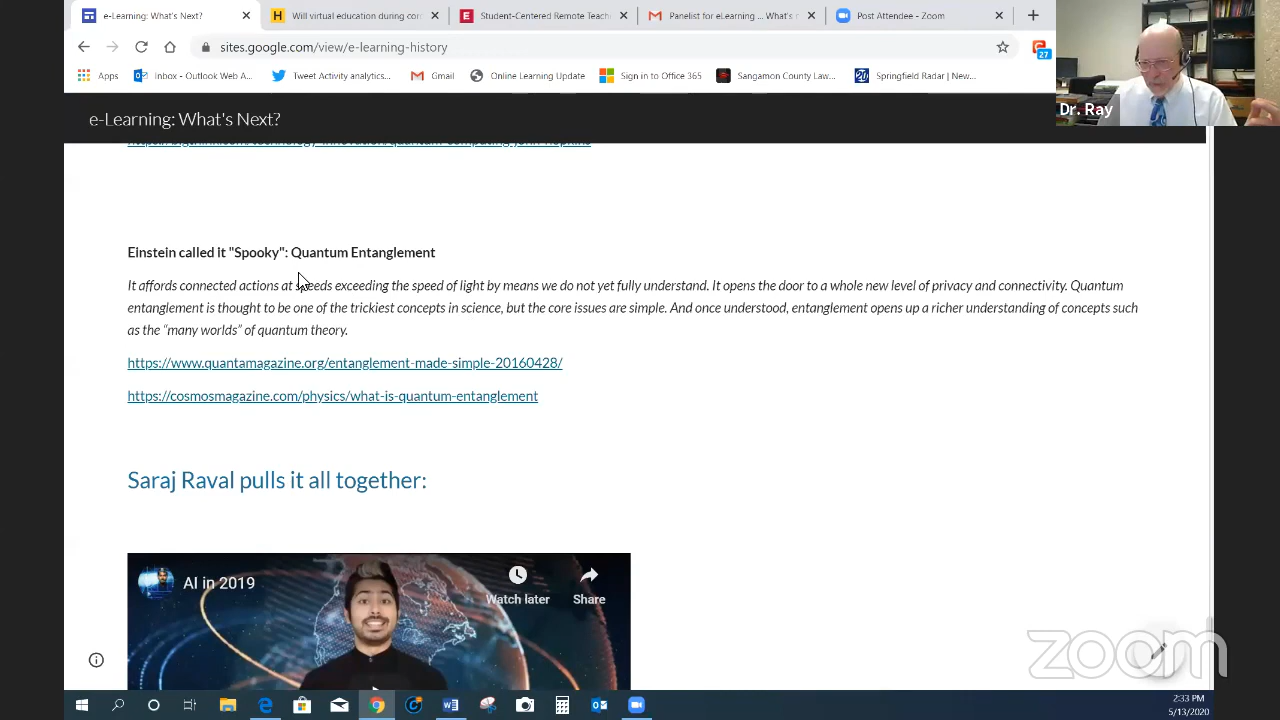 e-Learning: What's Next?
Will virtual education during cor
Student-Centered Remote Teach
Panelist for eLearning ... What's n
Post Attendee - Zoom
sites.google.com/view/e-learning-history
27
Apps
Inbox - Outlook Web A...
Tweet Activity analytics...
Gmail
Online Learning Update
Sign in to Office 365
Sangamon County Law...
20
Springfield Radar | New...
Dr. Ray
e-Learning: What's Next?
Einstein called it "Spooky": Quantum Entanglement
It affords connected actions at speeds exceeding the speed of light by means we do not yet fully understand. It opens the door to a whole new level of privacy and connectivity. Quantum
entanglement is thought to be one of the trickiest concepts in science, but the core issues are simple. And once understood, entanglement opens up a richer understanding of concepts such
as the “many worlds” of quantum theory.
https://www.quantamagazine.org/entanglement-made-simple-20160428/
https://cosmosmagazine.com/physics/what-is-quantum-entanglement
Saraj Raval pulls it all together:
AI in 2019
Watch later
Share
zoom
2:33 PM
5/13/2020